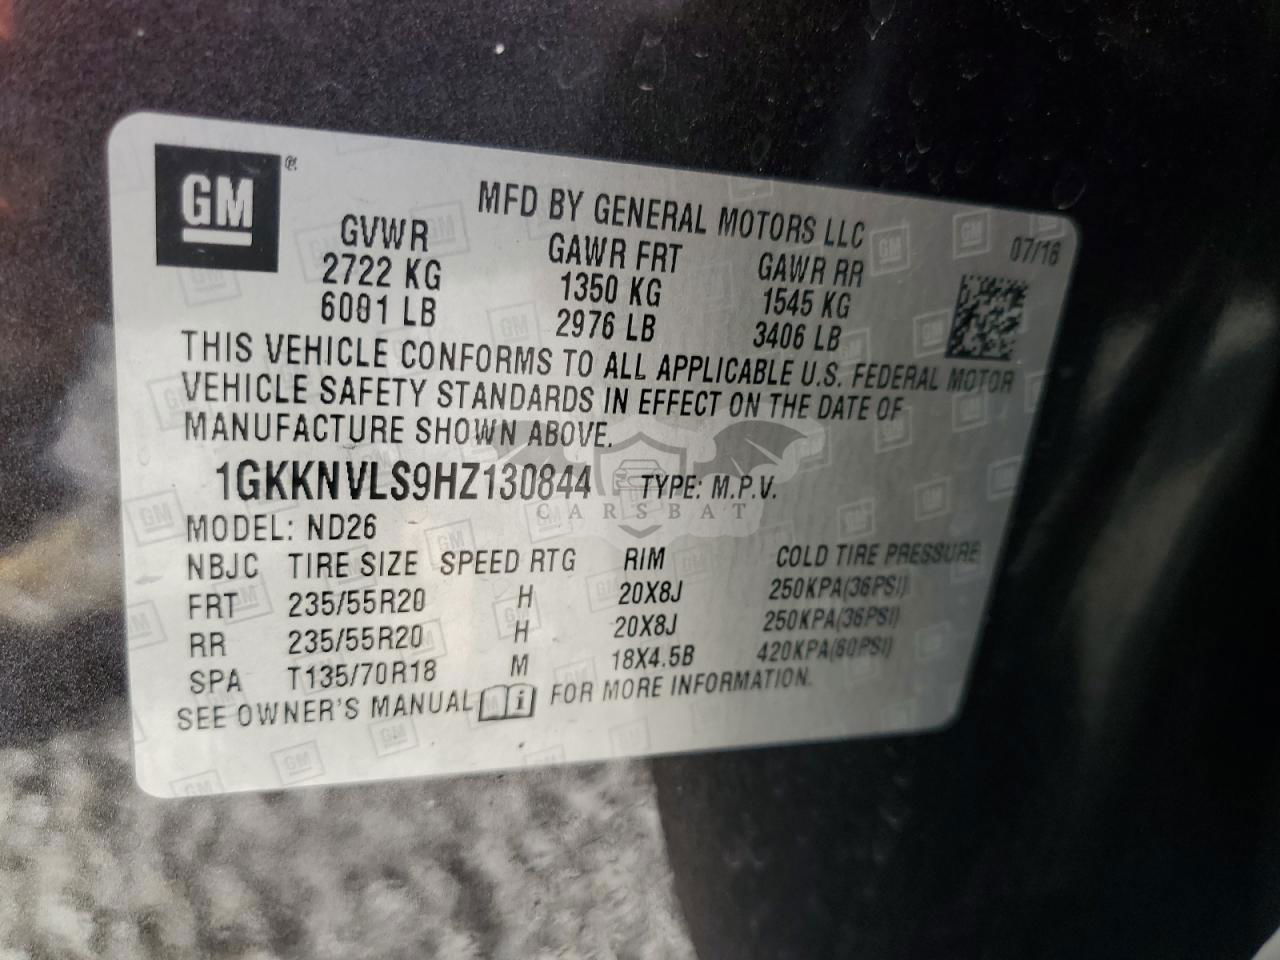 GM ®
MFD BY GENERAL MOTORS LLC
07/16
GVWR GAWR FRT GAWR RR
2722 KG 1350 KG 1545 KG
6001 LB 2976 LB 3406 LB
THIS VEHICLE CONFORMS TO ALL APPLICABLE U.S. FEDERAL MOTOR
VEHICLE SAFETY STANDARDS IN EFFECT ON THE DATE OF
MANUFACTURE SHOWN ABOVE.
1GKKNVLS9HZ130844 TYPE: M.P.V.
CARSBAT
MODEL: ND26
NBJC TIRE SIZE SPEED RTG RIM COLD TIRE PRESSURE
FRT 235/55R20 H 20X8J 250KPA(36PSI)
RR 235/55R20 H 20X8J 250KPA(36PSI)
SPA T135/70R18 M 18X4.5B 420KPA(60PSI)
SEE OWNER'S MANUAL i FOR MORE INFORMATION.